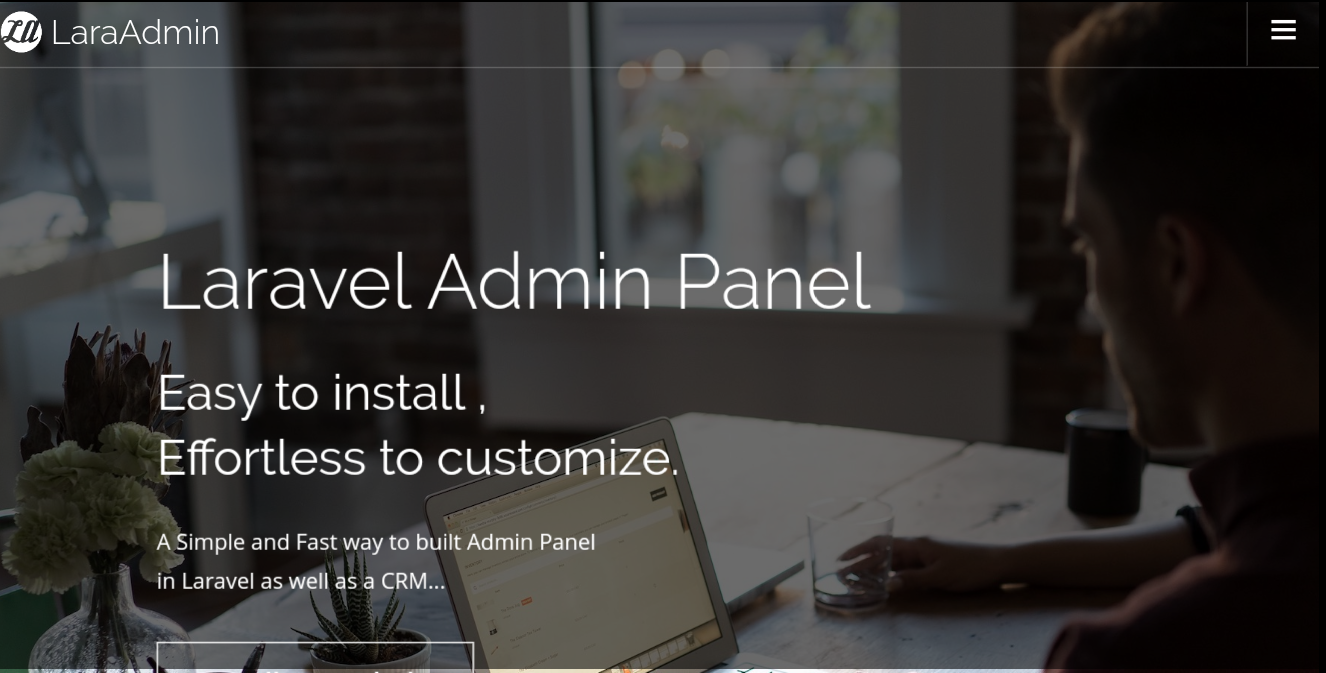 LA LaraAdmin
Laravel Admin Panel
Easy to install ,
Effortless to customize.
A Simple and Fast way to built Admin Panel
in Laravel as well as a CRM...